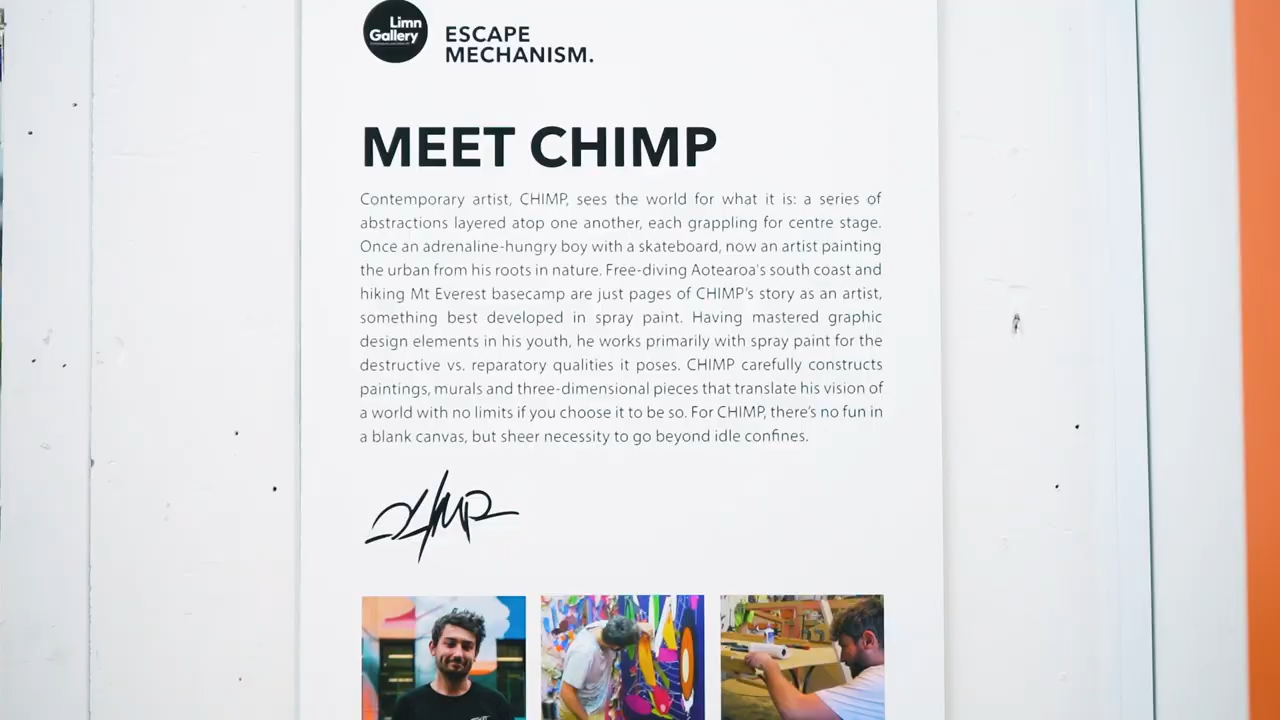 Limn
Gallery
ESCAPE
MECHANISM.
MEET CHIMP
Contemporary artist, CHIMP, sees the world for what it is: a series of
abstractions layered atop one another, each grappling for centre stage.
Once an adrenaline-hungry boy with a skateboard, now an artist painting
the urban from his roots in nature. Free-diving Aotearoa's south coast and
hiking Mt Everest basecamp are just pages of CHIMP's story as an artist,
something best developed in spray paint. Having mastered graphic
design elements in his youth, he works primarily with spray paint for the
destructive vs. reparatory qualities it poses. CHIMP carefully constructs
paintings, murals and three-dimensional pieces that translate his vision of
a world with no limits if you choose it to be so. For CHIMP, there's no fun in
a blank canvas, but sheer necessity to go beyond idle confines.
CHIMP